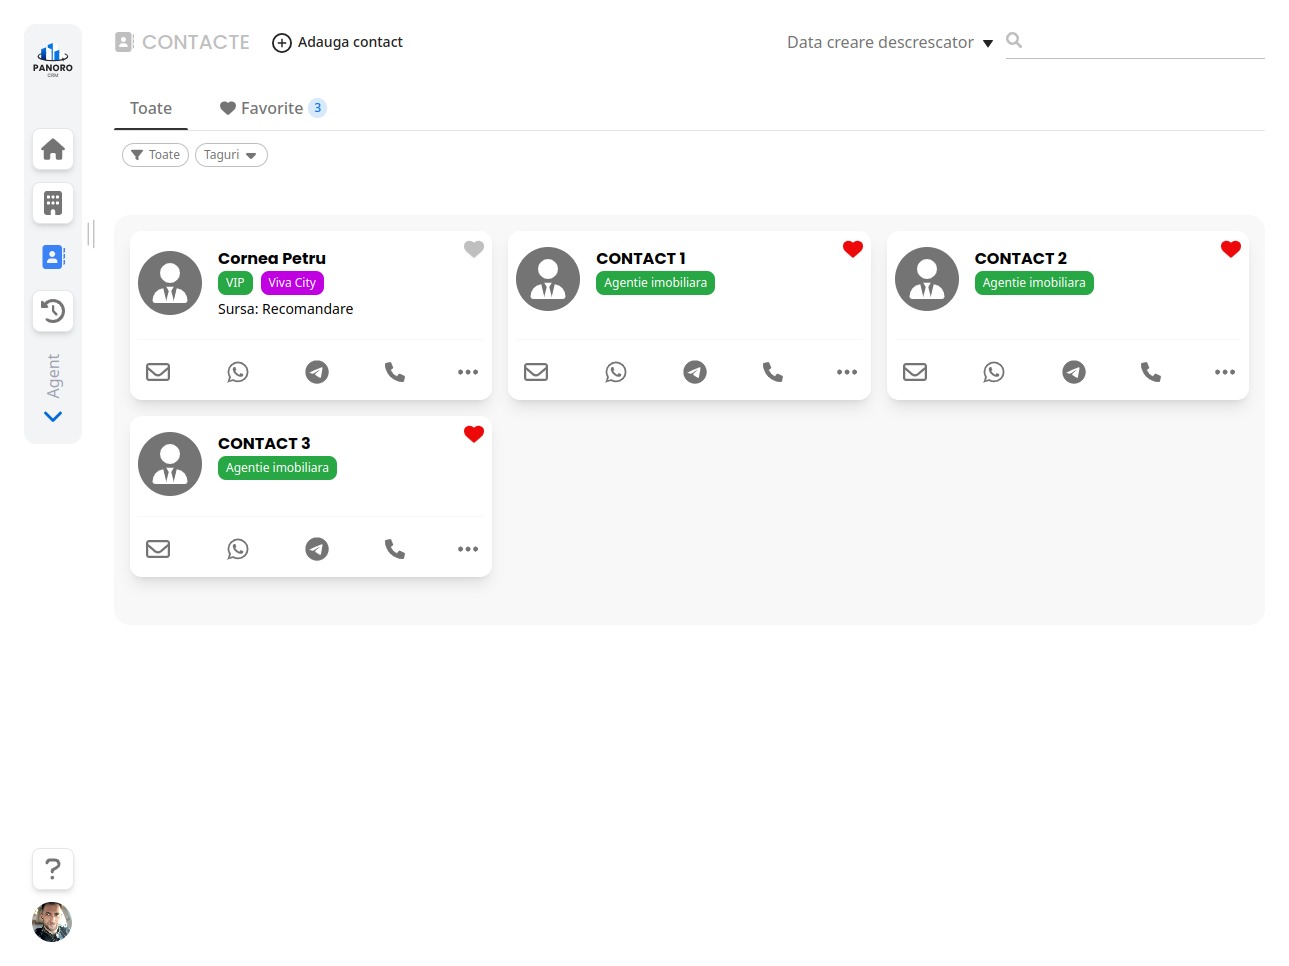 PANORO
CRM
CONTACTE
Adauga contact
Data creare descrescator
Toate
Favorite 3
Toate
Taguri
Cornea Petru
VIP Viva City
Sursa: Recomandare
CONTACT 1
Agentie imobiliara
CONTACT 2
Agentie imobiliara
CONTACT 3
Agentie imobiliara
Agent
?